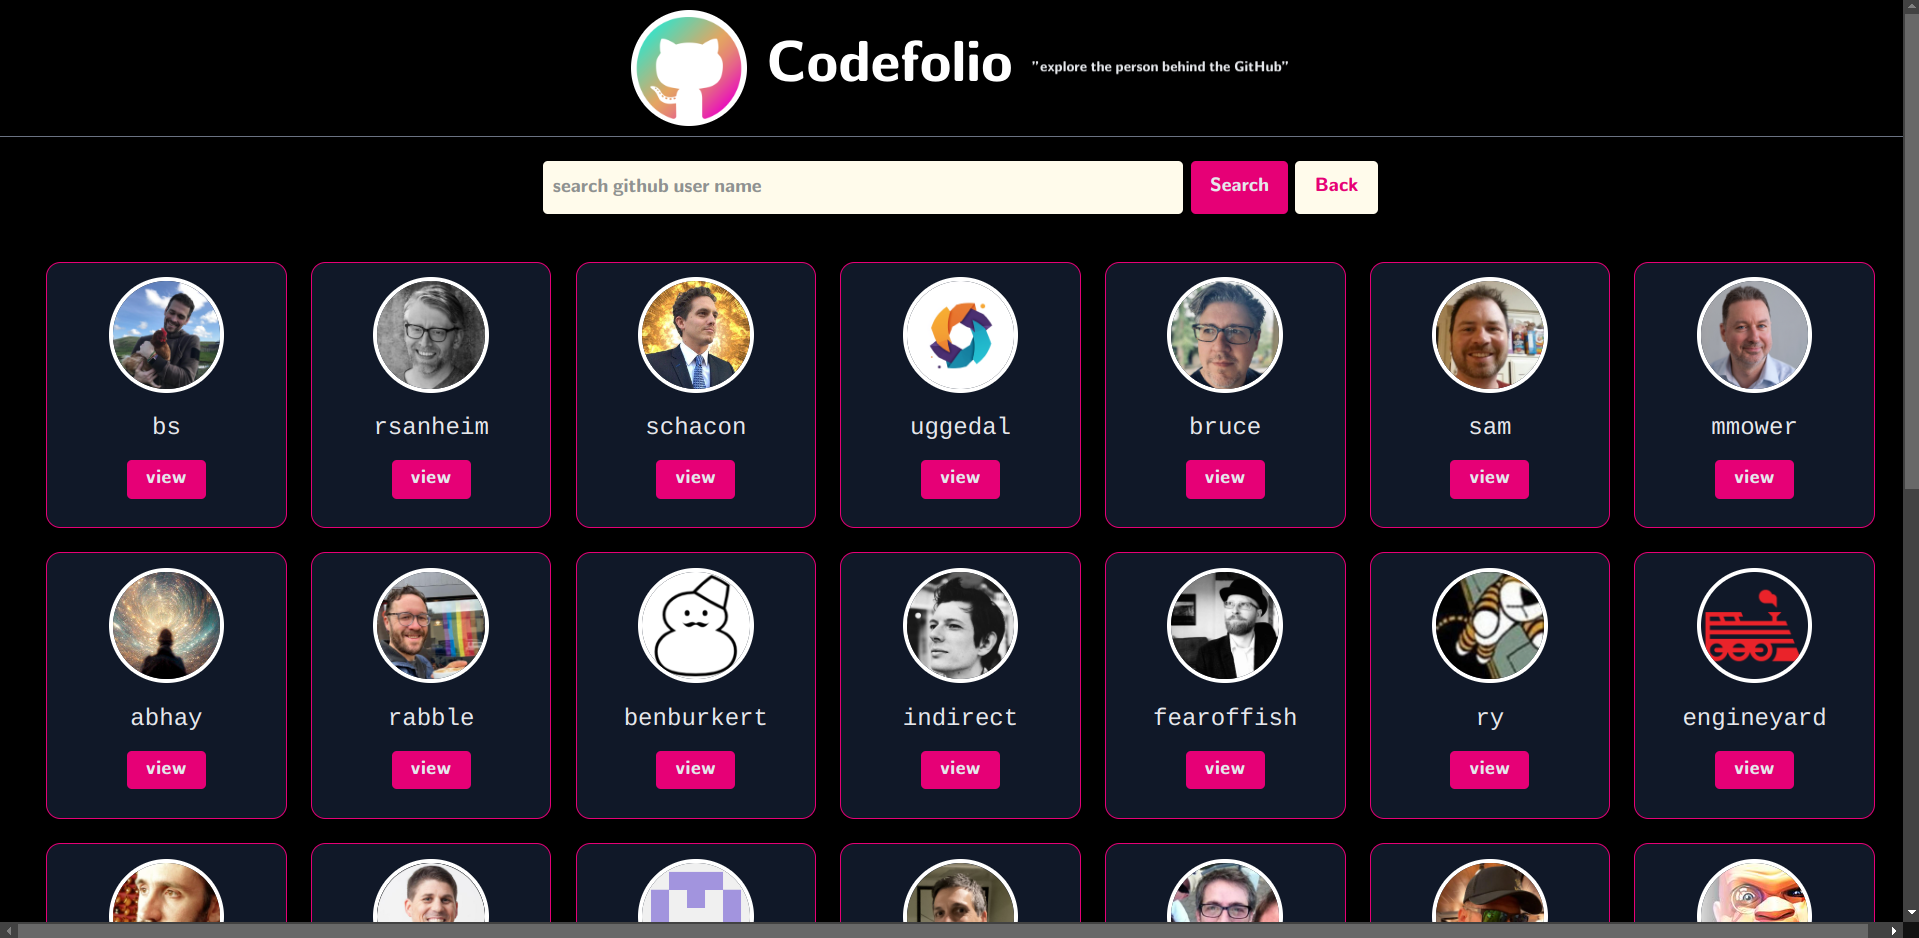 Codefolio "explore the person behind the GitHub"
search github user name Search Back
bs rsanheim schacon uggedal bruce sam mmower
view view view view view view view
abhay rabble benburkert indirect fearoffish ry engineyard
view view view view view view view